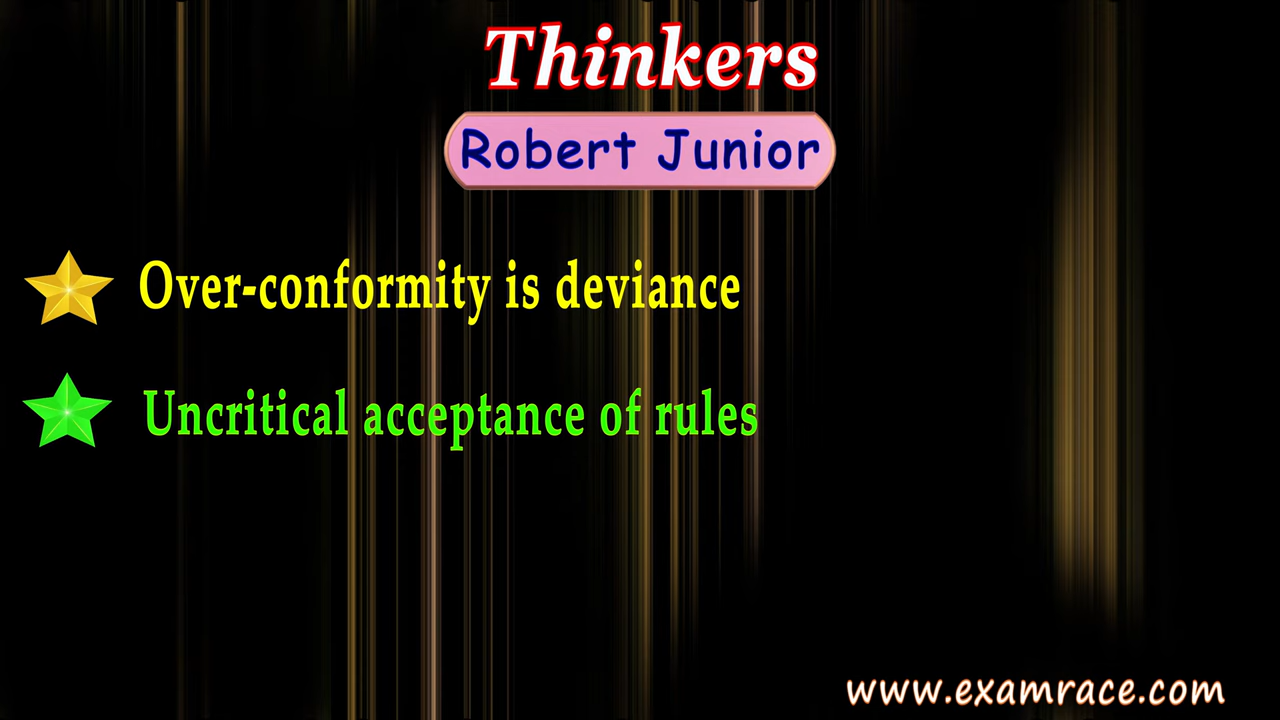 Thinkers
Robert Junior
Over-conformity is deviance
Uncritical acceptance of rules
www.examrace.com